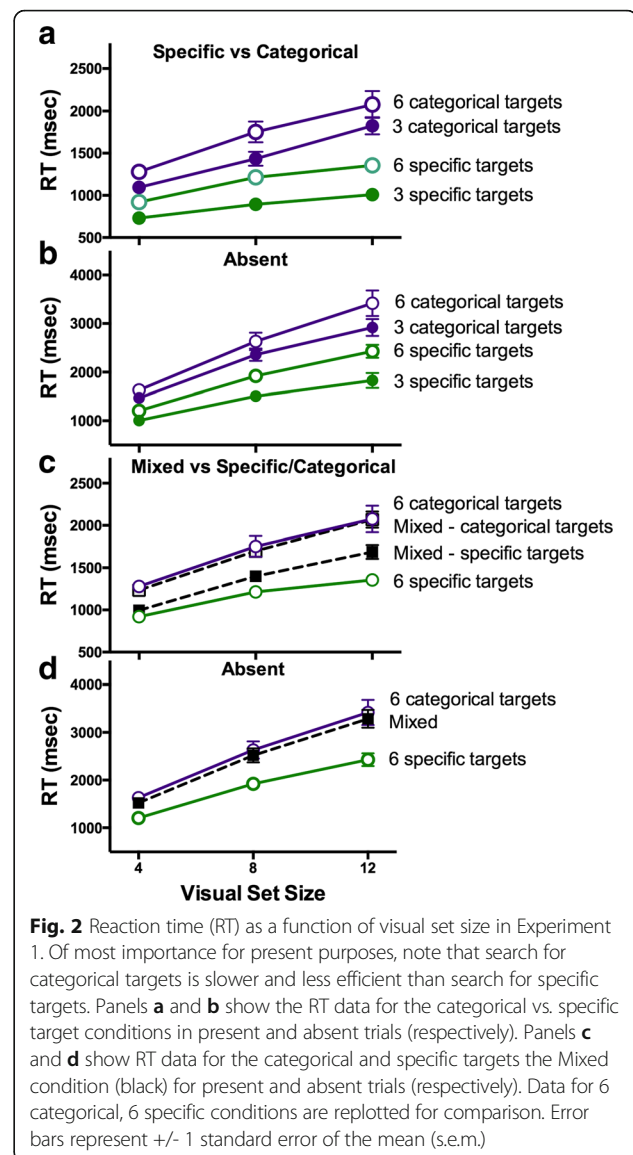 a
Specific vs Categorical
2500
2000
1500
1000
500
RT (msec)
6 categorical targets
3 categorical targets
6 specific targets
3 specific targets
b
Absent
4000
3000
2000
1000
RT (msec)
6 categorical targets
3 categorical targets
6 specific targets
3 specific targets
c
Mixed vs Specific/Categorical
2500
2000
1500
1000
500
RT (msec)
6 categorical targets
Mixed - categorical targets
Mixed - specific targets
6 specific targets
d
Absent
4000
3000
2000
1000
RT (msec)
6 categorical targets
Mixed
6 specific targets
4 8 12
Visual Set Size
Fig. 2 Reaction time (RT) as a function of visual set size in Experiment
1. Of most importance for present purposes, note that search for
categorical targets is slower and less efficient than search for specific
targets. Panels a and b show the RT data for the categorical vs. specific
target conditions in present and absent trials (respectively). Panels c
and d show RT data for the categorical and specific targets the Mixed
condition (black) for present and absent trials (respectively). Data for 6
categorical, 6 specific conditions are replotted for comparison. Error
bars represent +/- 1 standard error of the mean (s.e.m.)